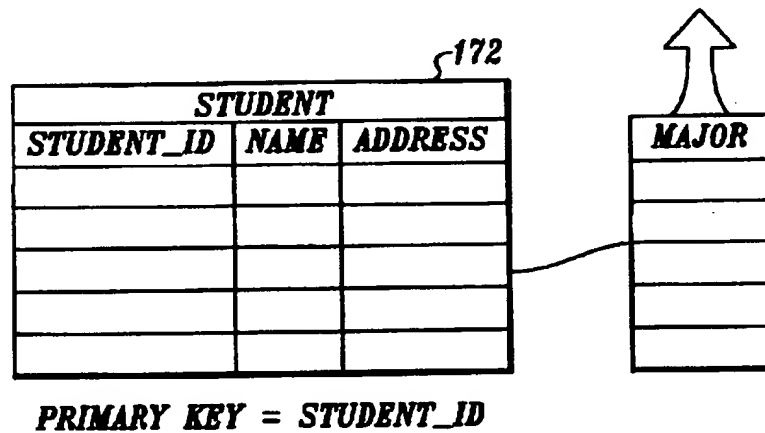 172
STUDENT
STUDENT_ID NAME ADDRESS
MAJOR
PRIMARY KEY = STUDENT_ID